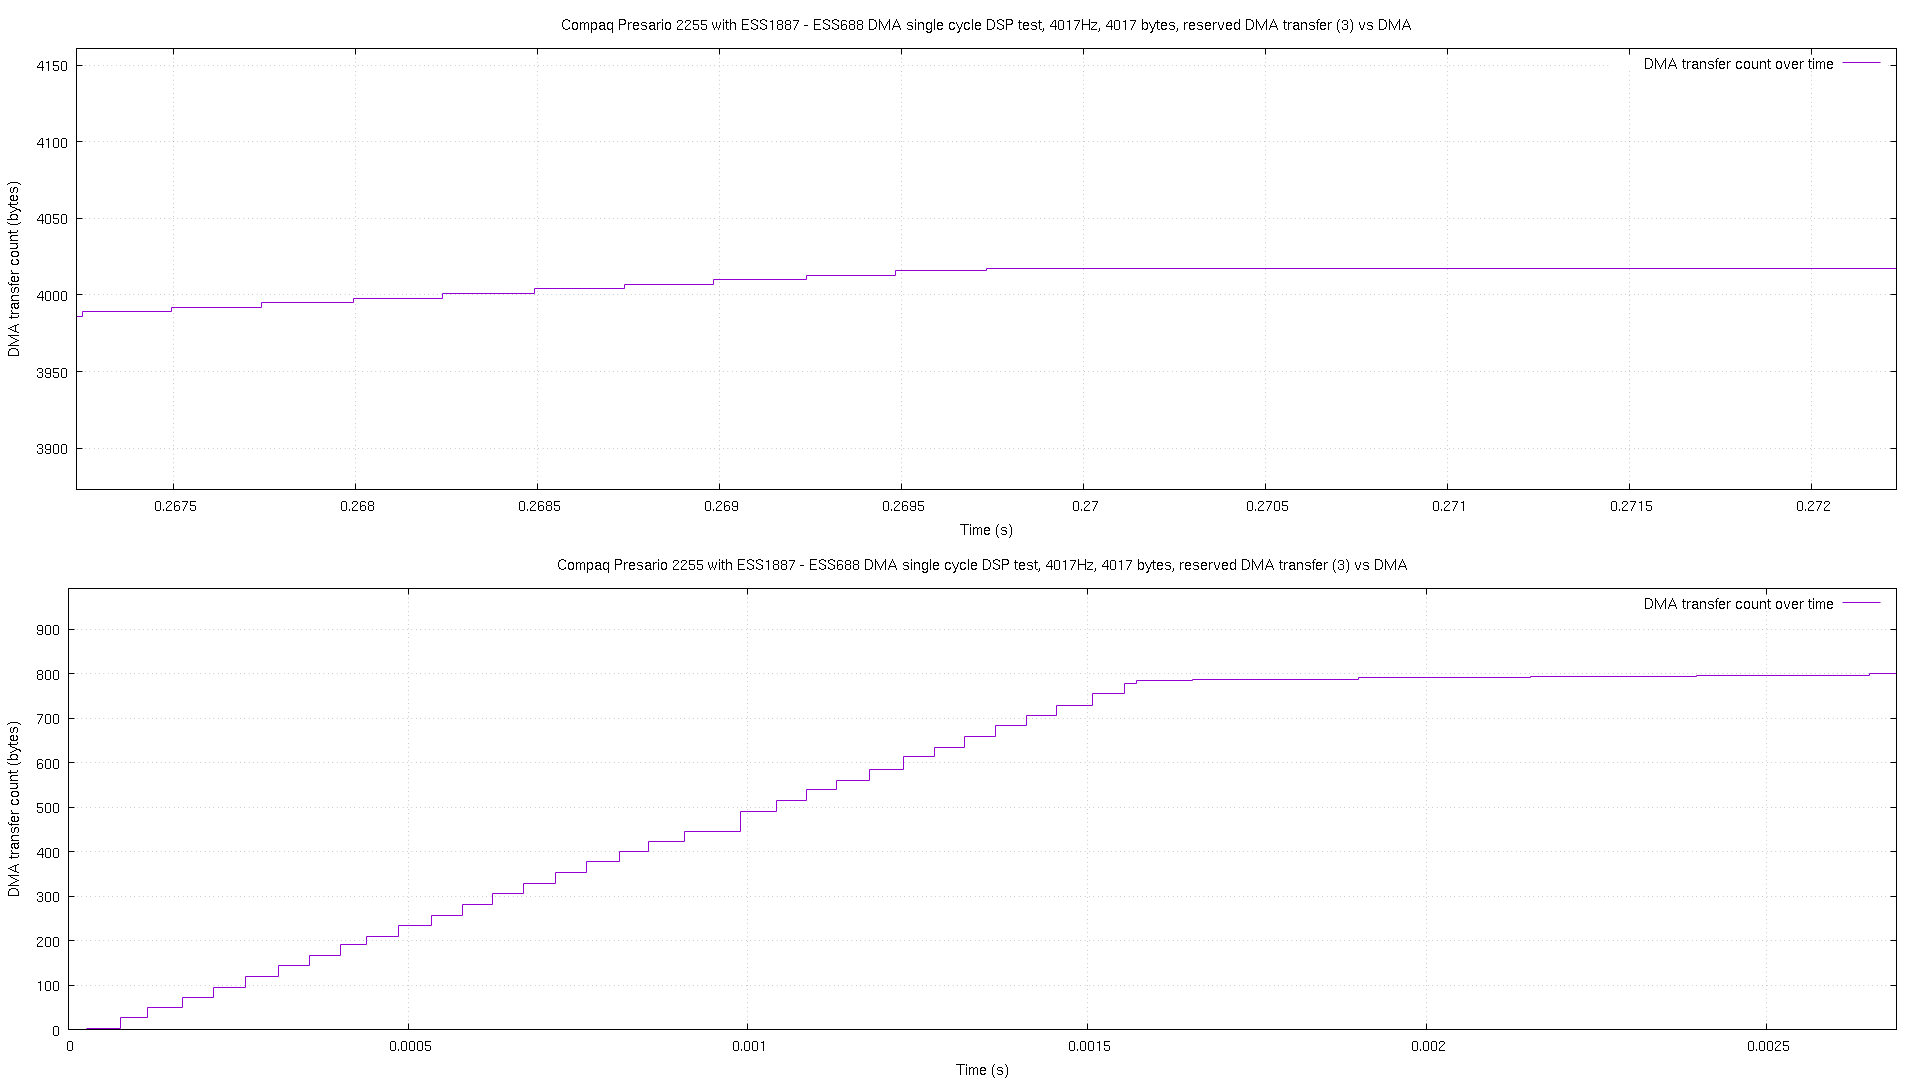 Compaq Presario 2255 with ESS1887 - ESS688 DMA single cycle DSP test, 4017Hz, 4017 bytes, reserved DMA transfer (3) vs DMA
DMA transfer count over time
4150
4100
4050
4000
3950
3900
DMA transfer count (bytes)
0.2675 0.268 0.2685 0.269 0.2695 0.27 0.2705 0.271 0.2715 0.272
Time (s)
Compaq Presario 2255 with ESS1887 - ESS688 DMA single cycle DSP test, 4017Hz, 4017 bytes, reserved DMA transfer (3) vs DMA
DMA transfer count over time
900
800
700
600
500
400
300
200
100
0
DMA transfer count (bytes)
0 0.0005 0.001 0.0015 0.002 0.0025
Time (s)